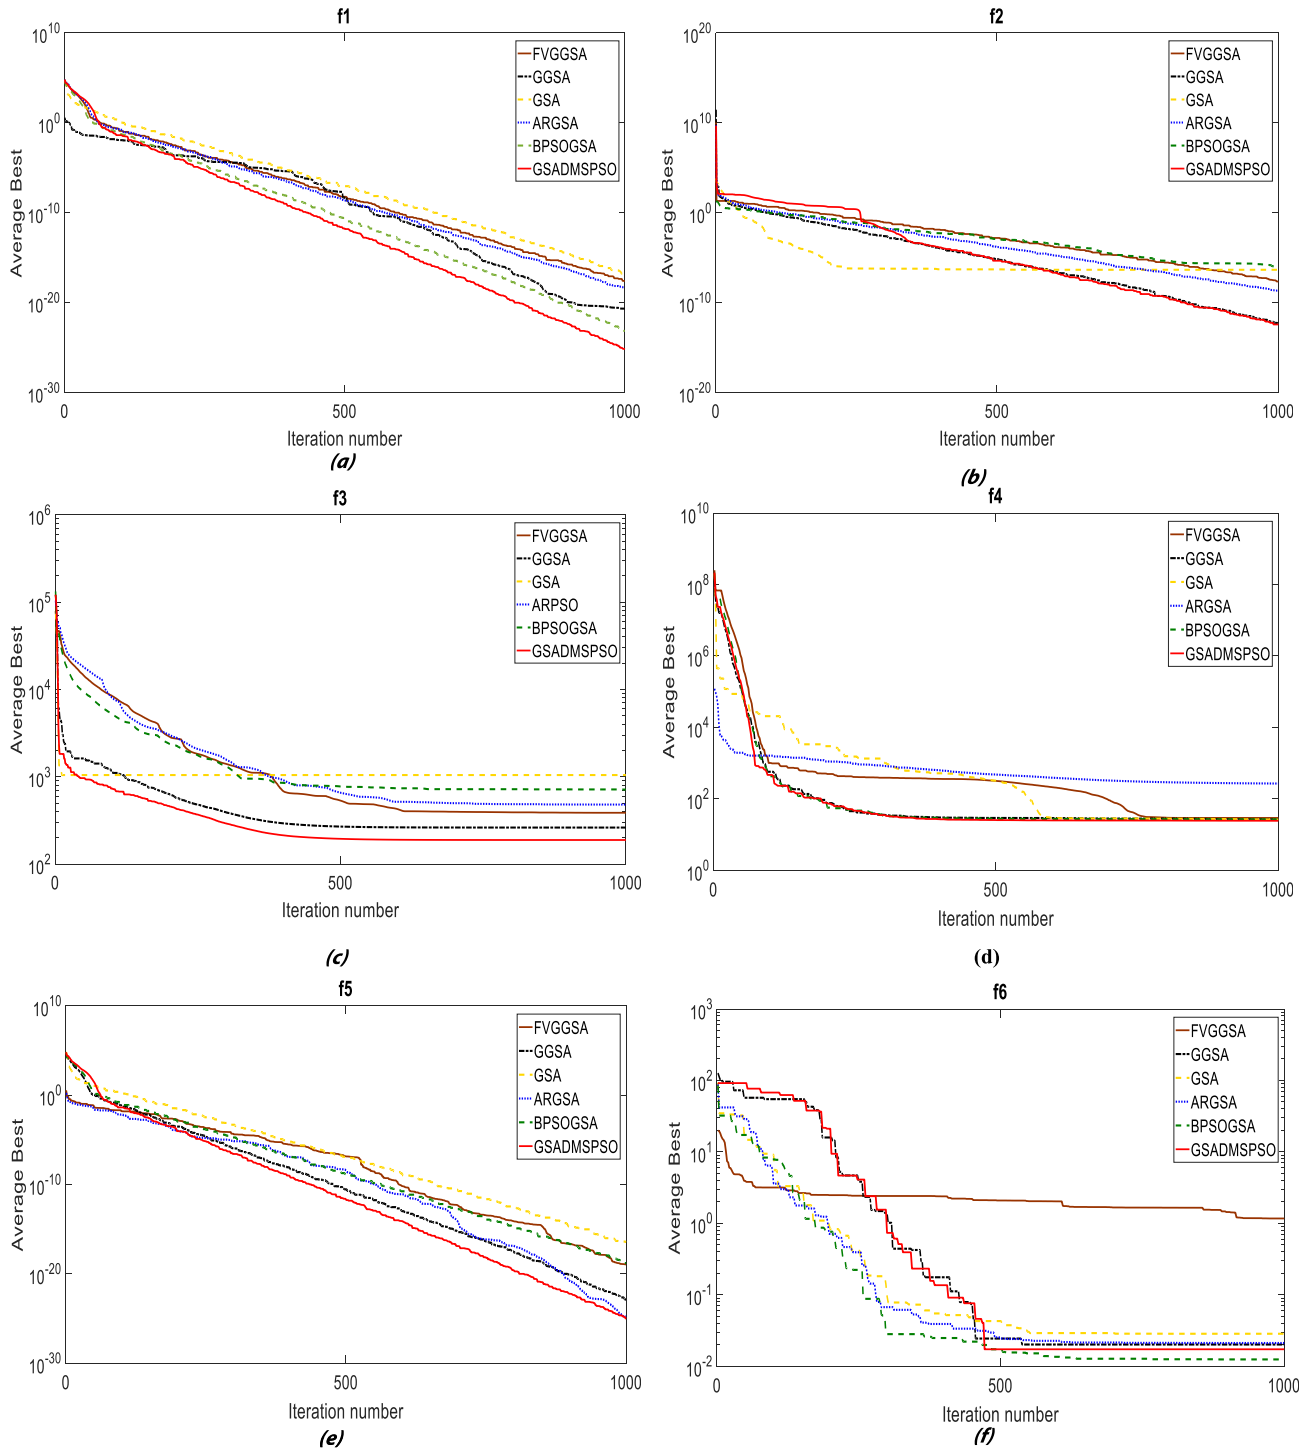 f1
10^10
10^0
10^-10
10^-20
10^-30
Average Best
0 500 1000
Iteration number
FVGGSA
GGSA
GSA
ARGSA
BPSOGSA
GSADMSPSO
(a)
f2
10^20
10^10
10^0
10^-10
10^-20
Average Best
0 500 1000
Iteration number
FVGGSA
GGSA
GSA
ARGSA
BPSOGSA
GSADMSPSO
(b)
f3
10^6
10^5
10^4
10^3
10^2
Average Best
0 500 1000
Iteration number
FVGGSA
GGSA
GSA
ARPSO
BPSOGSA
GSADMSPSO
(c)
f4
10^10
10^8
10^6
10^4
10^2
10^0
Average Best
0 500 1000
Iteration number
FVGGSA
GGSA
GSA
ARGSA
BPSOGSA
GSADMSPSO
(d)
f5
10^10
10^0
10^-10
10^-20
10^-30
Average Best
0 500 1000
Iteration number
FVGGSA
GGSA
GSA
ARGSA
BPSOGSA
GSADMSPSO
(e)
f6
10^3
10^2
10^1
10^0
10^-1
10^-2
Average Best
0 500 1000
Iteration number
FVGGSA
GGSA
GSA
ARGSA
BPSOGSA
GSADMSPSO
(f)